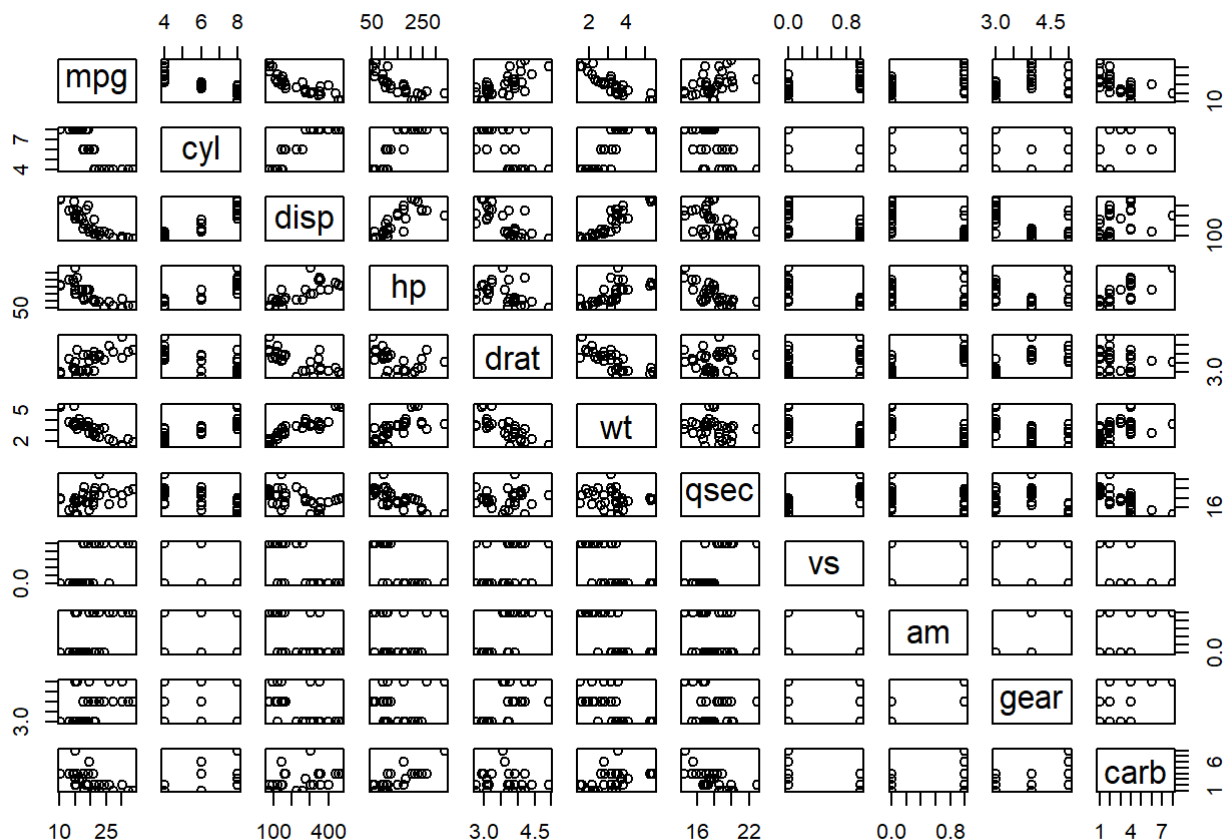 4 6 8 50 250 2 4 0.0 0.8 3.0 4.5
mpg 10
4 7 cyl
disp 100
50 hp
drat 3.0
2 5 wt
qsec 16
0.0 vs
am 0.0
3.0 gear
carb 1 6
10 25 100 400 3.0 4.5 16 22 0.0 0.8 1 4 7